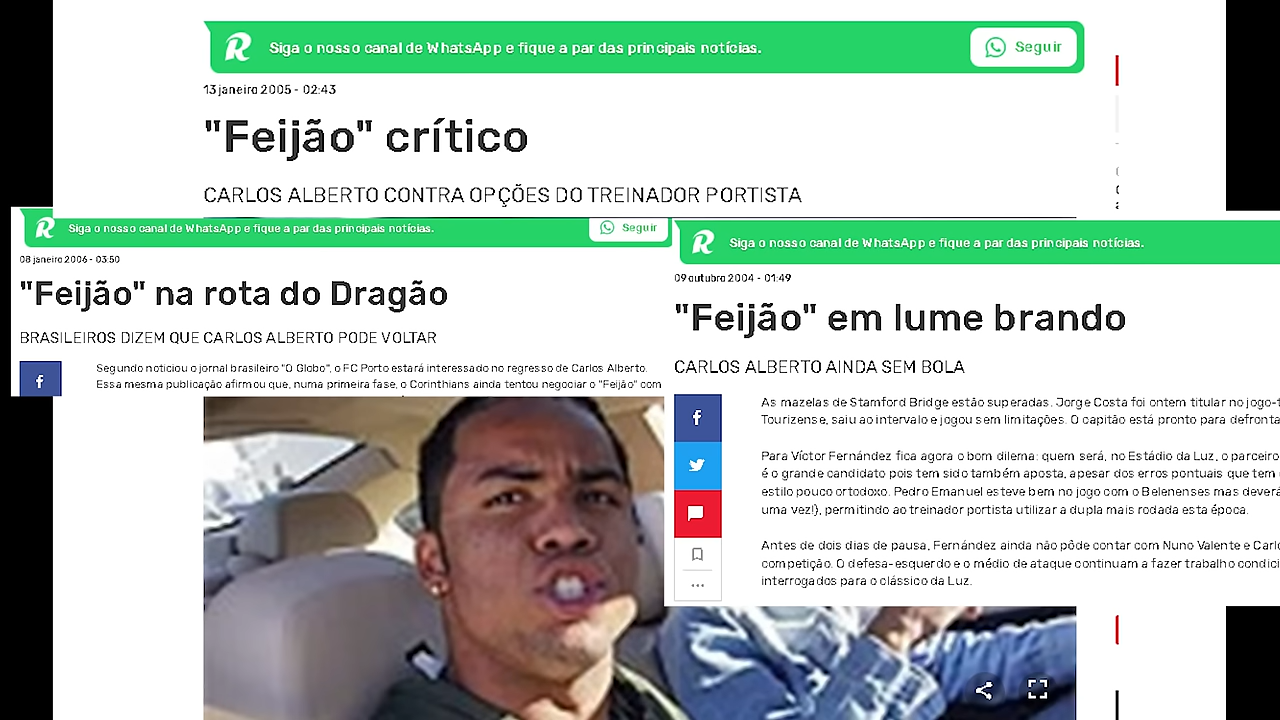 Siga o nosso canal de WhatsApp e fique a par das principais notícias.
Seguir
13 janeiro 2005 - 02:43
"Feijão" crítico
CARLOS ALBERTO CONTRA OPÇÕES DO TREINADOR PORTISTA
Siga o nosso canal de WhatsApp e fique a par das principais notícias.
Seguir
08 janeiro 2006 - 03:50
"Feijão" na rota do Dragão
BRASILEIROS DIZEM QUE CARLOS ALBERTO PODE VOLTAR
Segundo noticiou o jornal brasileiro "O Globo", o FC Porto estará interessado no regresso de Carlos Alberto.
Essa mesma publicação afirmou que, numa primeira fase, o Corinthians ainda tentou negociar o "Feijão" com
Siga o nosso canal de WhatsApp e fique a par das principais notícias.
09 outubro 2004 - 01:49
"Feijão" em lume brando
CARLOS ALBERTO AINDA SEM BOLA
As mazelas de Stamford Bridge estão superadas. Jorge Costa foi ontem titular no jogo-t
Tourizense, saiu ao intervalo e jogou sem limitações. O capitão está pronto para defronta
Para Víctor Fernández fica agora o bom dilema: quem será, no Estádio da Luz, o parceiro
é o grande candidato pois tem sido também aposta, apesar dos erros pontuais que tem
estilo pouco ortodoxo. Pedro Emanuel esteve bem no jogo com o Belenenses mas deverá
uma vez!), permitindo ao treinador portista utilizar a dupla mais rodada esta época.
Antes de dois dias de pausa, Fernández ainda não pôde contar com Nuno Valente e Carlo
competição. O defesa-esquerdo e o médio de ataque continuam a fazer trabalho condici
interrogados para o clássico da Luz.